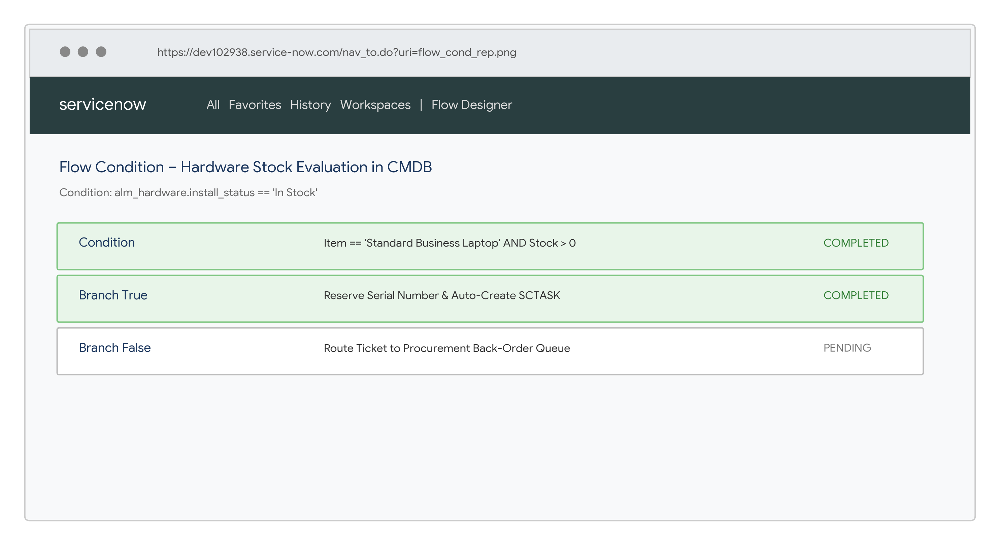 https://dev102938.service-now.com/nav_to.do?uri=flow_cond_rep.png
servicenow All Favorites History Workspaces | Flow Designer
Flow Condition – Hardware Stock Evaluation in CMDB
Condition: alm_hardware.install_status == 'In Stock'
Condition Item == 'Standard Business Laptop' AND Stock > 0 COMPLETED
Branch True Reserve Serial Number & Auto-Create SCTASK COMPLETED
Branch False Route Ticket to Procurement Back-Order Queue PENDING